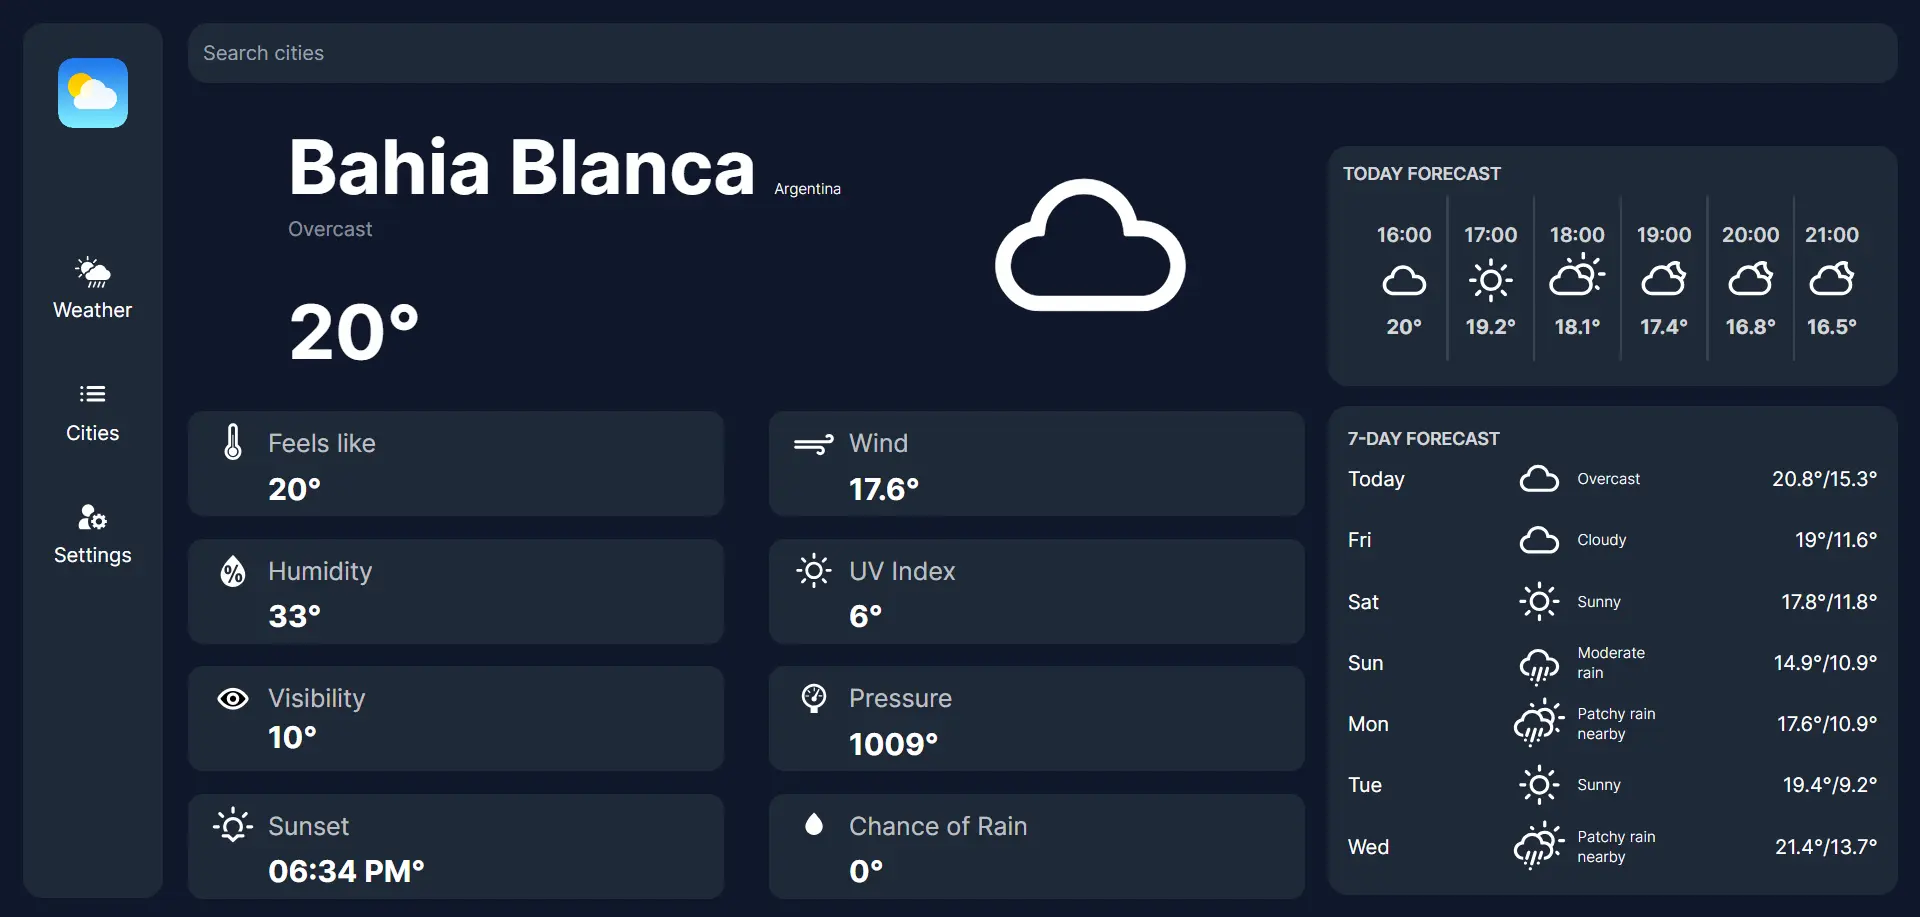 Search cities
Weather
Cities
Settings
Bahia Blanca Argentina
Overcast
20°
Feels like
20°
Wind
17.6°
Humidity
33°
UV Index
6°
Visibility
10°
Pressure
1009°
Sunset
06:34 PM°
Chance of Rain
0°
TODAY FORECAST
16:00 17:00 18:00 19:00 20:00 21:00
20° 19.2° 18.1° 17.4° 16.8° 16.5°
7-DAY FORECAST
Today Overcast 20.8°/15.3°
Fri Cloudy 19°/11.6°
Sat Sunny 17.8°/11.8°
Sun Moderate rain 14.9°/10.9°
Mon Patchy rain nearby 17.6°/10.9°
Tue Sunny 19.4°/9.2°
Wed Patchy rain nearby 21.4°/13.7°